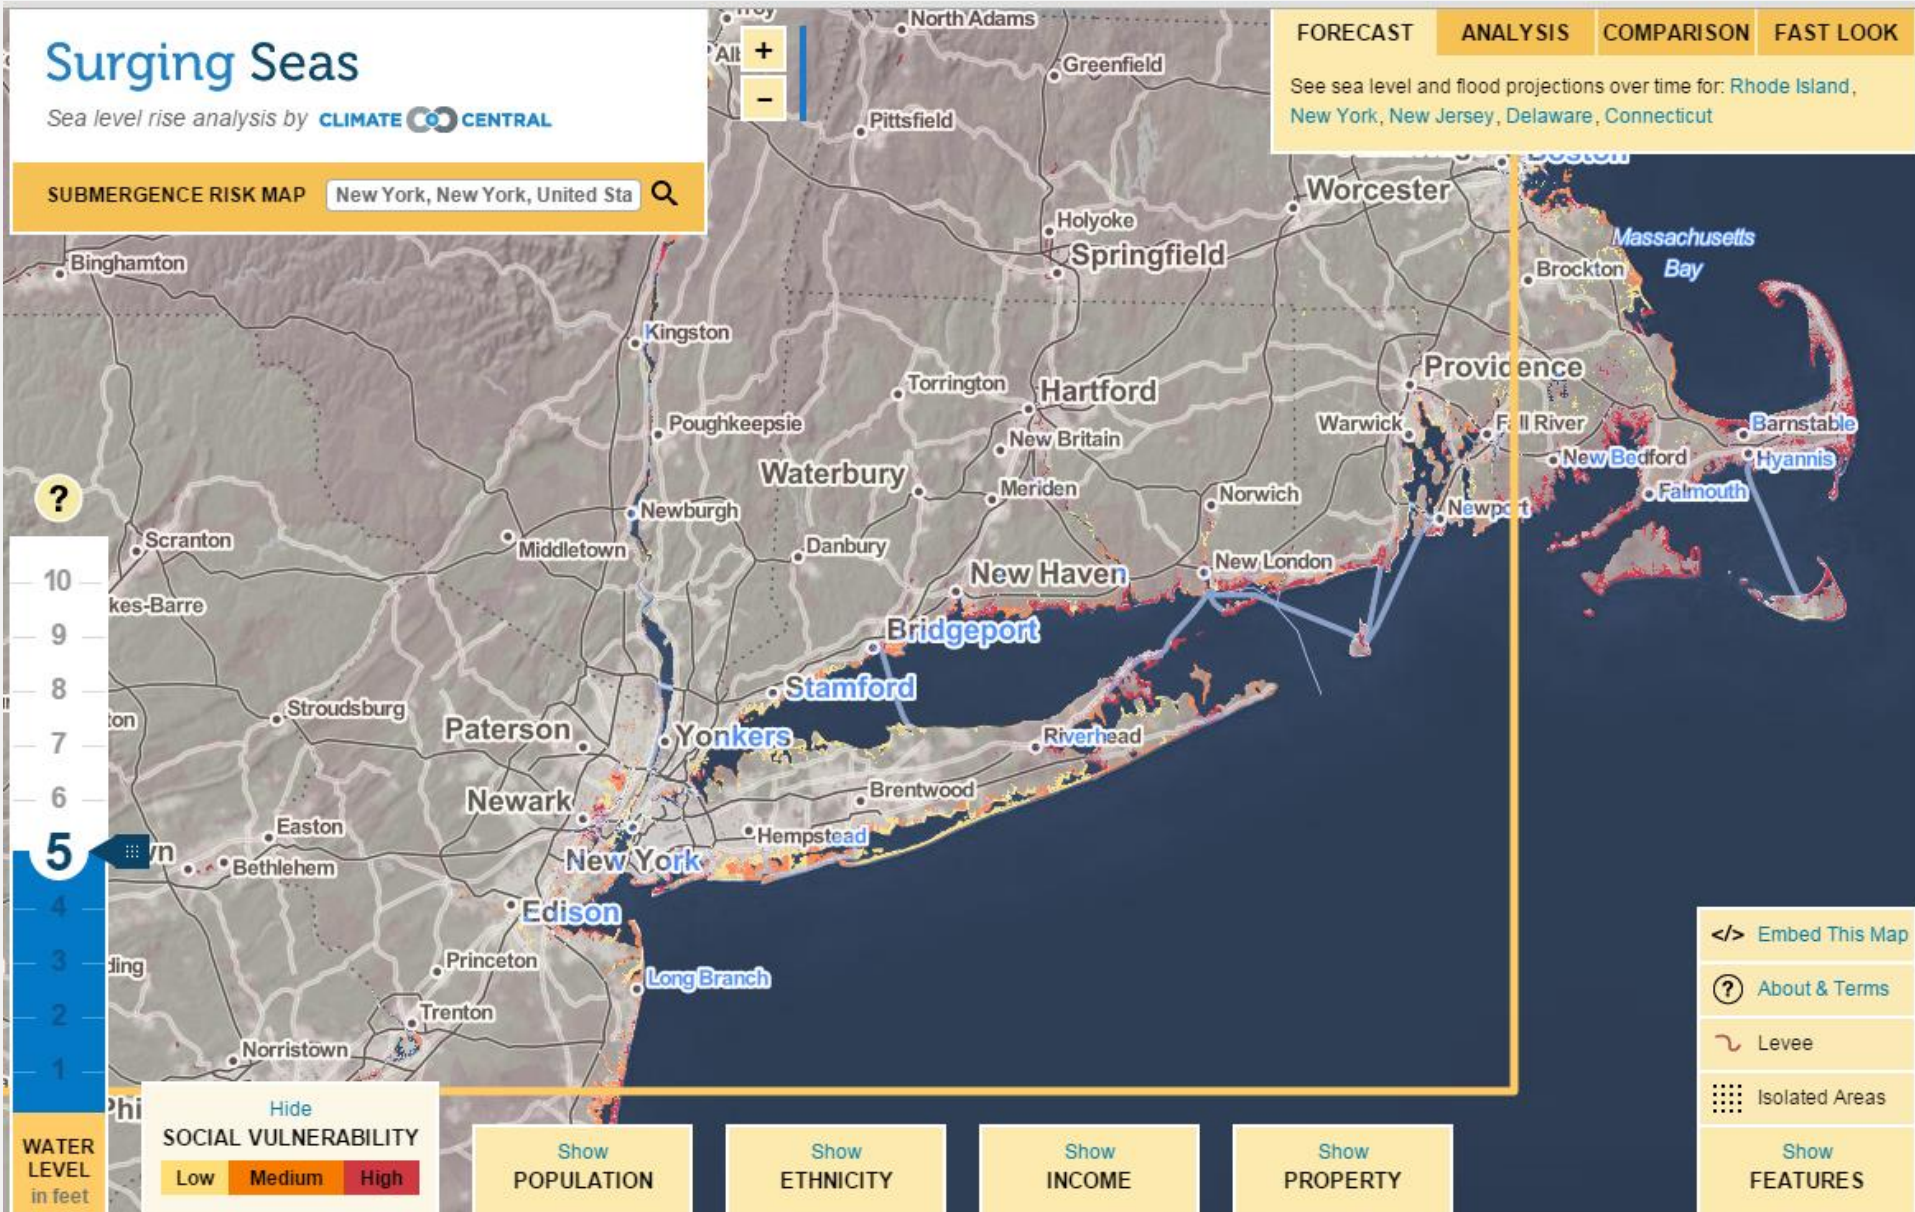 Surging Seas
Sea level rise analysis by CLIMATE CENTRAL
SUBMERGENCE RISK MAP
New York, New York, United Sta
+
−
FORECAST
ANALYSIS
COMPARISON
FAST LOOK
See sea level and flood projections over time for: Rhode Island,
New York, New Jersey, Delaware, Connecticut
North Adams
Greenfield
Pittsfield
Boston
Worcester
Holyoke
Springfield
Massachusetts
Bay
Brockton
Binghamton
Kingston
Providence
Torrington
Hartford
Poughkeepsie
New Britain
Warwick
Fall River
Barnstable
Waterbury
New Bedford
Hyannis
Meriden
Norwich
Falmouth
?
Newburgh
Newport
Scranton
Middletown
Danbury
New Haven
New London
10
kes-Barre
9
Bridgeport
8
Stamford
ton
Stroudsburg
7
Paterson
Yonkers
Riverhead
6
Newark
Brentwood
Easton
Hempstead
5
wn
Bethlehem
New York
4
Edison
3
ding
Princeton
Long Branch
2
Trenton
1
Norristown
Phi
WATER
LEVEL
in feet
Hide
SOCIAL VULNERABILITY
Low
Medium
High
Show
POPULATION
Show
ETHNICITY
Show
INCOME
Show
PROPERTY
</> Embed This Map
? About & Terms
Levee
Isolated Areas
Show
FEATURES